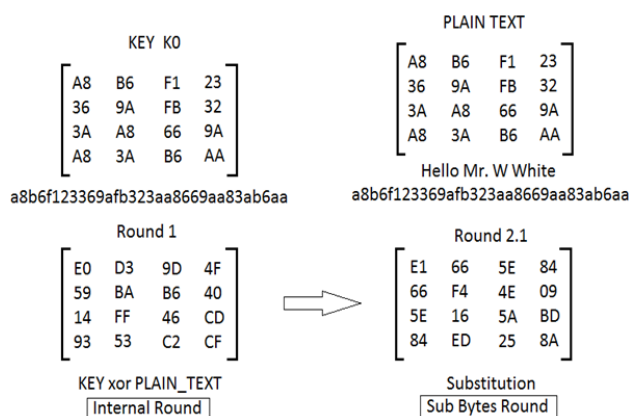 KEY K0
A8 B6 F1 23
36 9A FB 32
3A A8 66 9A
A8 3A B6 AA
a8b6f123369afb323aa8669aa83ab6aa
PLAIN TEXT
A8 B6 F1 23
36 9A FB 32
3A A8 66 9A
A8 3A B6 AA
Hello Mr. W White
a8b6f123369afb323aa8669aa83ab6aa
Round 1
E0 D3 9D 4F
59 BA B6 40
14 FF 46 CD
93 53 C2 CF
KEY xor PLAIN_TEXT
Internal Round
Round 2.1
E1 66 5E 84
66 F4 4E 09
5E 16 5A BD
84 ED 25 8A
Substitution
Sub Bytes Round